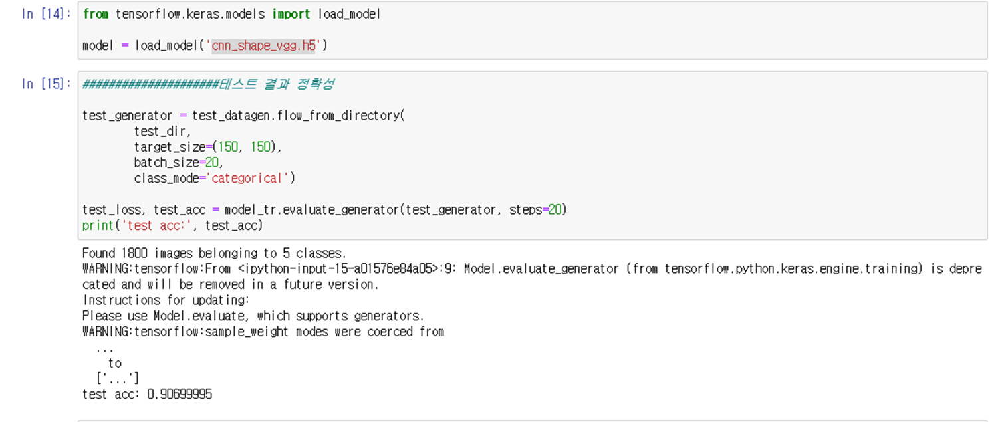 In [14]: from tensorflow.keras.models import load_model
model = load_model('cnn_shape_vgg.h5')
In [15]: #####################테스트 결과 정확성
test_generator = test_datagen.flow_from_directory(
        test_dir,
        target_size=(150, 150),
        batch_size=20,
        class_mode='categorical')
test_loss, test_acc = model_tr.evaluate_generator(test_generator, steps=20)
print('test acc:', test_acc)
Found 1800 images belonging to 5 classes.
WARNING:tensorflow:From <ipython-input-15-a01576e84a05>:9: Model.evaluate_generator (from tensorflow.python.keras.engine.training) is depre
cated and will be removed in a future version.
Instructions for updating:
Please use Model.evaluate, which supports generators.
WARNING:tensorflow:sample_weight modes were coerced from
  ...
    to
  ['...']
test acc: 0.90699995